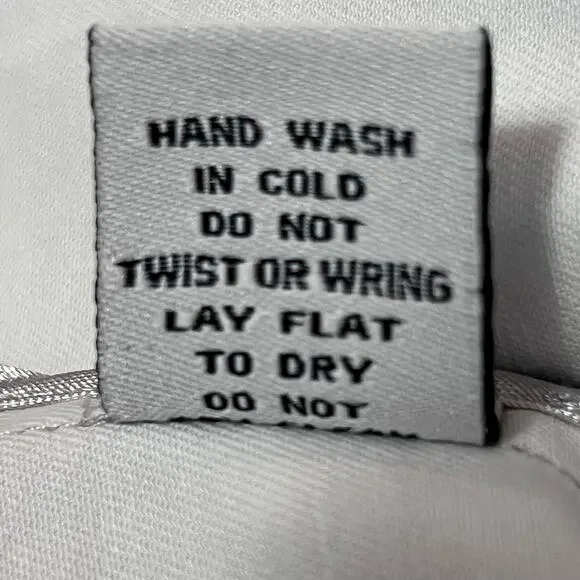 HAND WASH
IN COLD
DO NOT
TWIST OR WRING
LAY FLAT
TO DRY
DO NOT